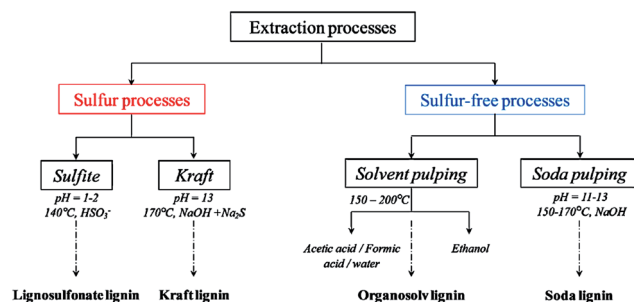 Extraction processes
Sulfur processes
Sulfur-free processes
Sulfite
Kraft
Solvent pulping
Soda pulping
pH = 1-2
140°C, HSO₃⁻
pH = 13
170°C, NaOH +Na₂S
150 – 200°C
pH = 11-13
150-170°C, NaOH
Acetic acid / Formic
acid / water
Ethanol
Lignosulfonate lignin
Kraft lignin
Organosolv lignin
Soda lignin